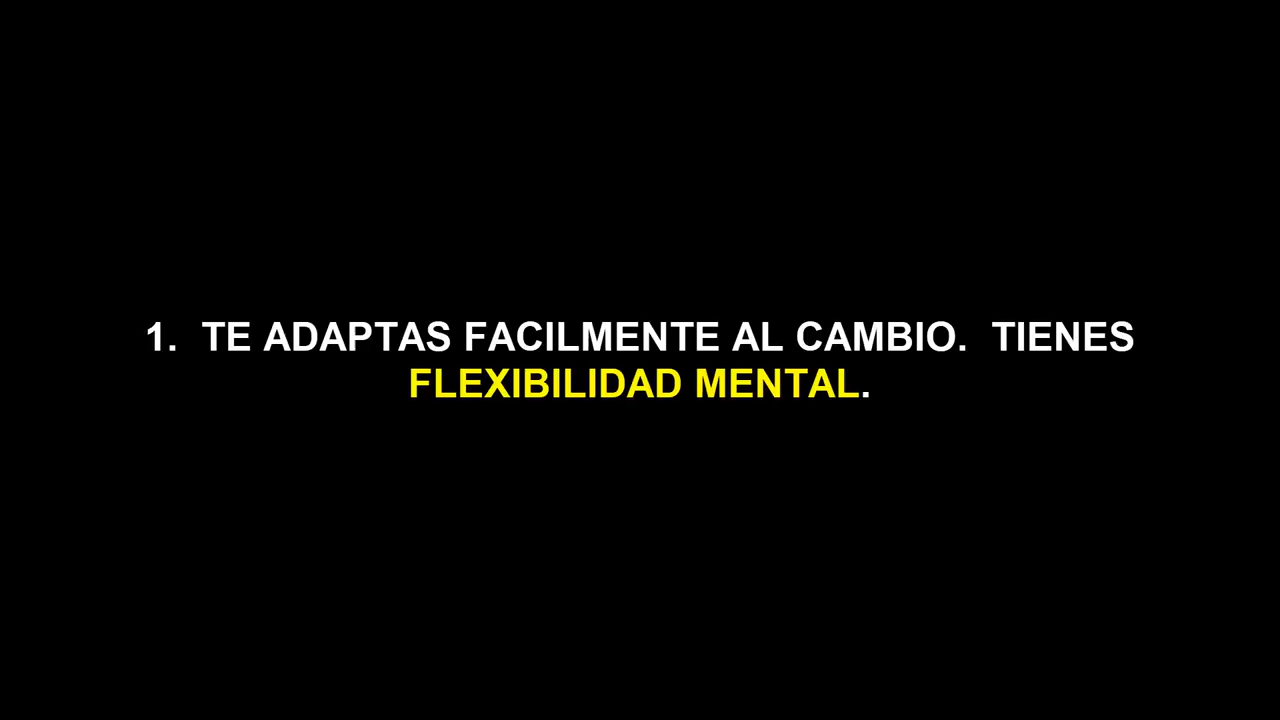 1.  TE ADAPTAS FACILMENTE AL CAMBIO.  TIENES
FLEXIBILIDAD MENTAL.